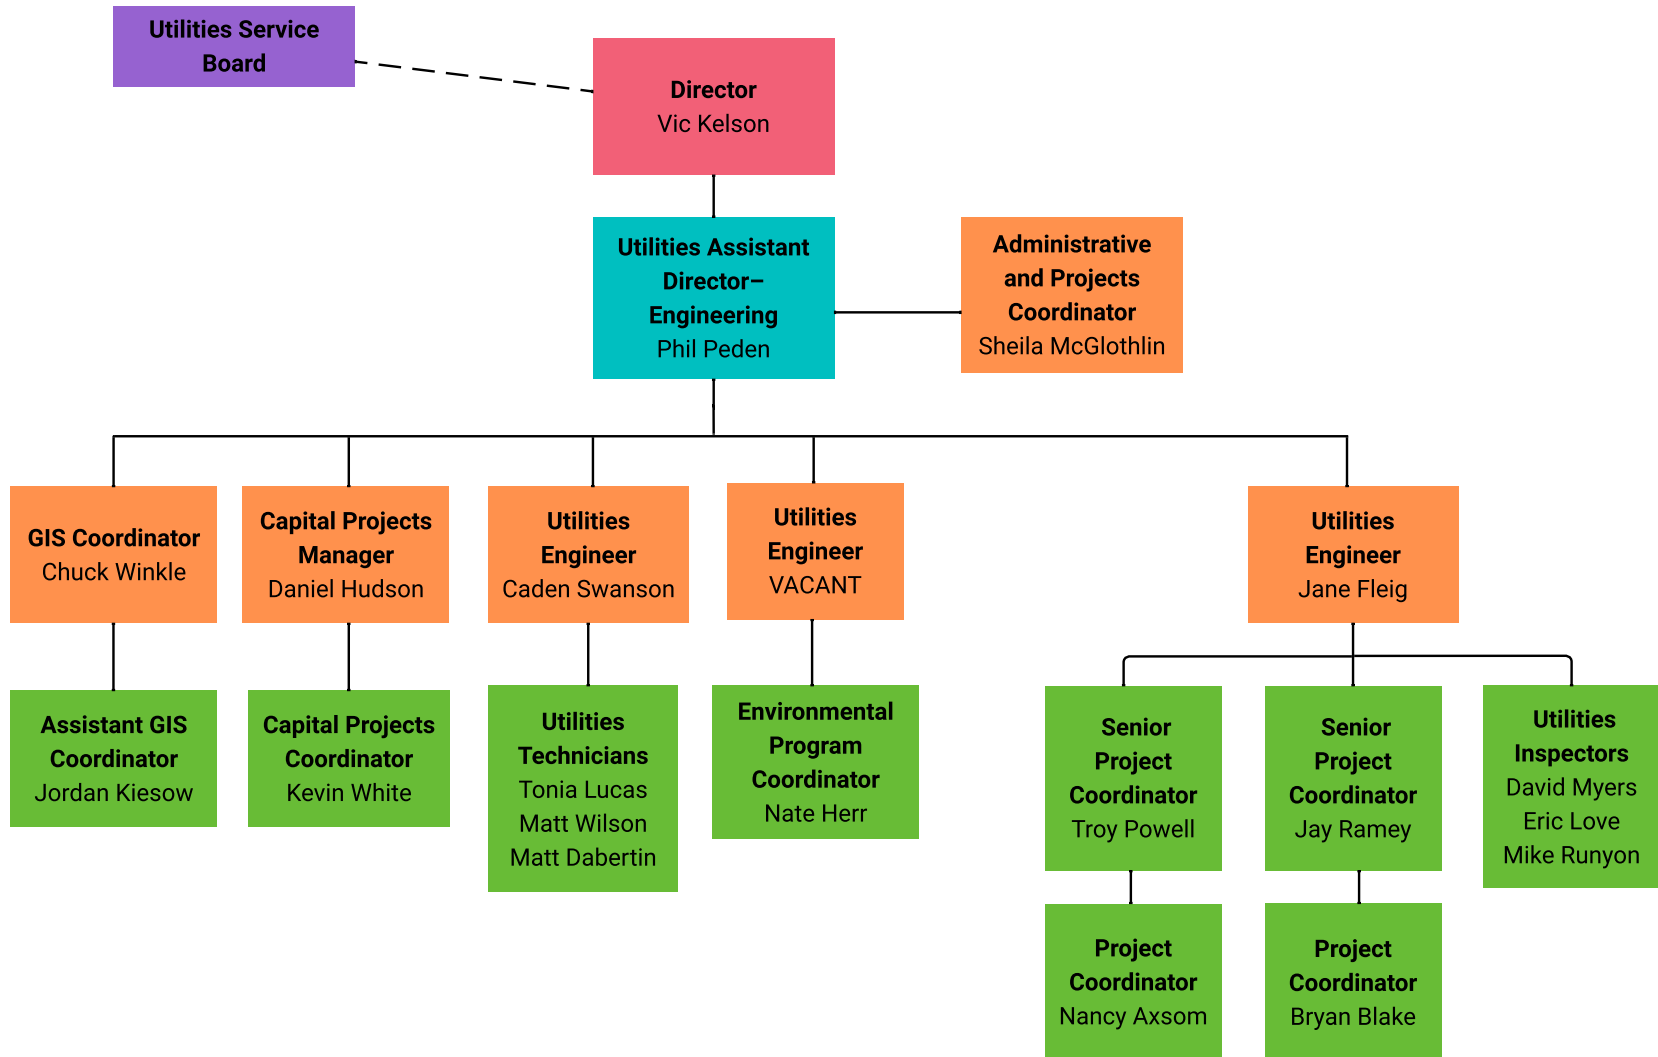 Utilities Service
Board
Director
Vic Kelson
Utilities Assistant
Director–
Engineering
Phil Peden
Administrative
and Projects
Coordinator
Sheila McGlothlin
GIS Coordinator
Chuck Winkle
Capital Projects
Manager
Daniel Hudson
Utilities
Engineer
Caden Swanson
Utilities
Engineer
VACANT
Utilities
Engineer
Jane Fleig
Assistant GIS
Coordinator
Jordan Kiesow
Capital Projects
Coordinator
Kevin White
Utilities
Technicians
Tonia Lucas
Matt Wilson
Matt Dabertin
Environmental
Program
Coordinator
Nate Herr
Senior
Project
Coordinator
Troy Powell
Senior
Project
Coordinator
Jay Ramey
Utilities
Inspectors
David Myers
Eric Love
Mike Runyon
Project
Coordinator
Nancy Axsom
Project
Coordinator
Bryan Blake